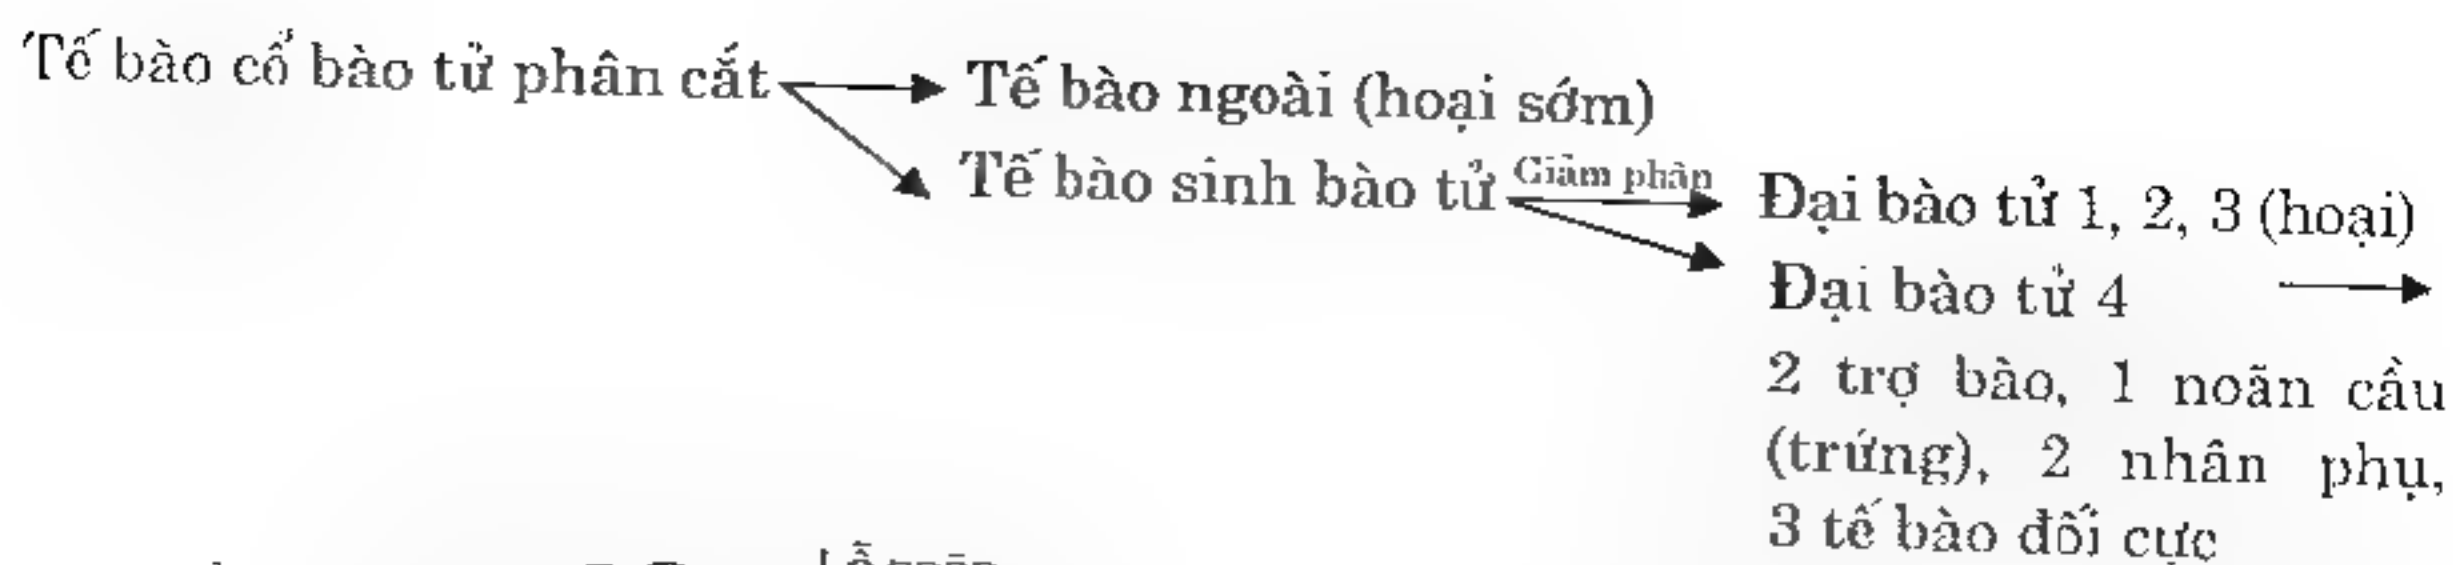 Tế bào cổ bào tử phân cắt
Tế bào ngoài (hoại sớm)
Tế bào sinh bào tử
Giảm phân
Đại bào tử 1, 2, 3 (hoại)
Đại bào tử 4
2 trợ bào, 1 noãn cầu
(trứng), 2 nhân phụ,
3 tế bào đối cực